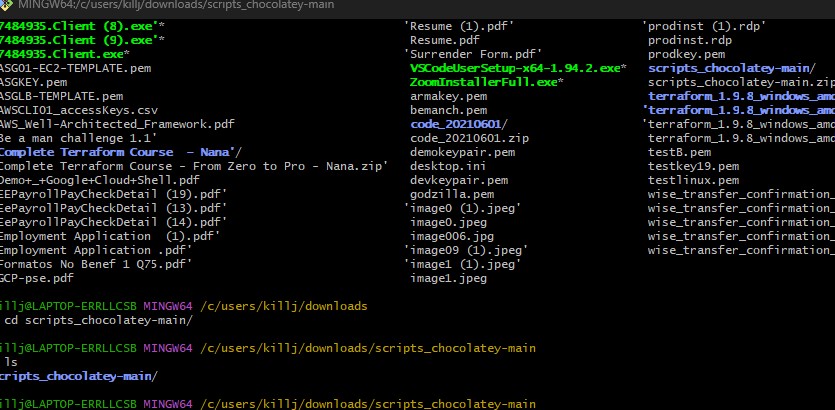 MINGW64:/c/users/killj/downloads/scripts_chocolatey-main
7484935.Client (8).exe'* 'Resume (1).pdf' 'prodinst (1).rdp'
7484935.Client (9).exe'* Resume.pdf prodinst.rdp
7484935.Client.exe* 'Surrender Form.pdf' prodkey.pem
ASG01-EC2-TEMPLATE.pem VSCodeUserSetup-x64-1.94.2.exe* scripts_chocolatey-main/
ASGKEY.pem ZoomInstallerFull.exe* scripts_chocolatey-main.zip
ASGLB-TEMPLATE.pem armakey.pem terraform_1.9.8_windows_amd
AWSCLI01_accessKeys.csv bemanch.pem 'terraform_1.9.8_windows_amd
AWS_Well-Architected_Framework.pdf code_20210601/ 'terraform_1.9.8_windows_amd
Be a man challenge 1.1' code_20210601.zip terraform_1.9.8_windows_amd
Complete Terraform Course  - Nana'/ demokeypair.pem testB.pem
Complete Terraform Course - From Zero to Pro - Nana.zip' desktop.ini testkey19.pem
Demo+_+Google+Cloud+Shell.pdf devkeypair.pem testlinux.pem
EEPayrollPayCheckDetail (19).pdf' godzilla.pem wise_transfer_confirmation_
EePayrollPayCheckDetail (13).pdf' 'image0 (1).jpeg' wise_transfer_confirmation_
EePayrollPayCheckDetail (14).pdf' image0.jpeg wise_transfer_confirmation_
Employment Application  (1).pdf' image006.jpg wise_transfer_confirmation_
Employment Application .pdf' 'image09 (1).jpeg' wise_transfer_confirmation_
Formatos No Benef 1 Q75.pdf' 'image1 (1).jpeg'
GCP-pse.pdf image1.jpeg
illj@LAPTOP-ERRLLCSB MINGW64 /c/users/killj/downloads
cd scripts_chocolatey-main/
illj@LAPTOP-ERRLLCSB MINGW64 /c/users/killj/downloads/scripts_chocolatey-main
ls
cripts_chocolatey-main/
illj@LAPTOP-ERRLLCSB MINGW64 /c/users/killj/downloads/scripts_chocolatey-main